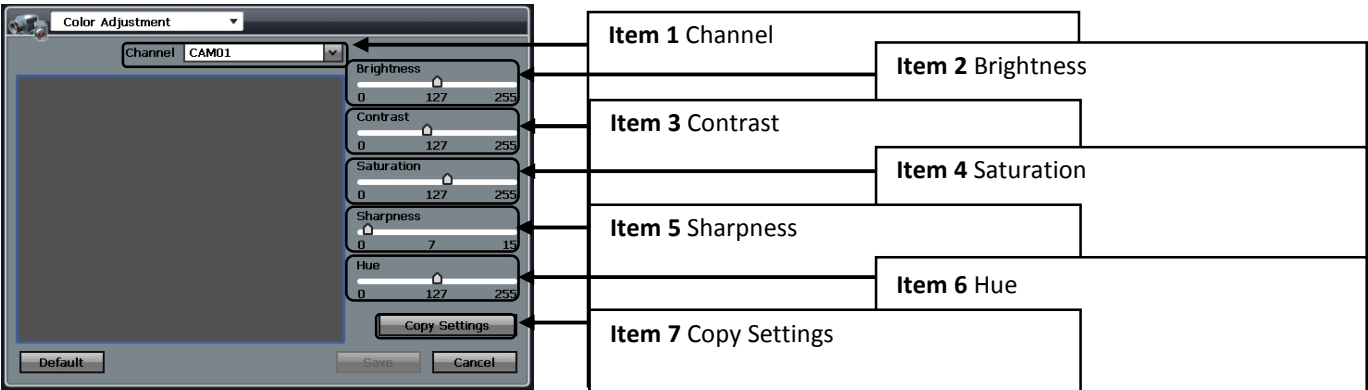 Color Adjustment
Channel CAM01
Brightness
0 127 255
Contrast
0 127 255
Saturation
0 127 255
Sharpness
0 7 15
Hue
0 127 255
Copy Settings
Default Save Cancel
Item 1 Channel
Item 2 Brightness
Item 3 Contrast
Item 4 Saturation
Item 5 Sharpness
Item 6 Hue
Item 7 Copy Settings